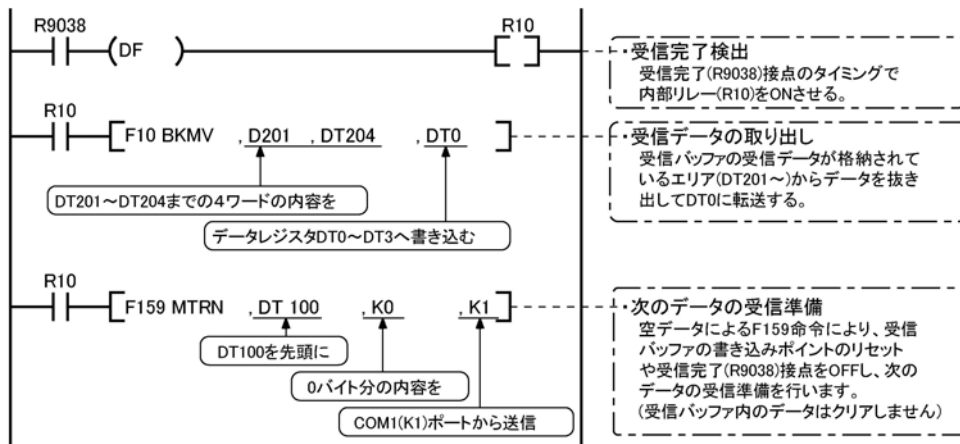 R9038
DF
R10
受信完了検出
受信完了(R9038)接点のタイミングで
内部リレー(R10)をONさせる。
R10
F10 BKMV , D201 , DT204 , DT0
受信データの取り出し
受信バッファの受信データが格納されて
いるエリア(DT201～)からデータを抜き
出してDT0に転送する。
DT201～DT204までの4ワードの内容を
データレジスタDT0～DT3へ書き込む
R10
F159 MTRN , DT 100 , K0 , K1
次のデータの受信準備
空データによるF159命令により、受信
バッファの書き込みポイントのリセット
や受信完了(R9038)接点をOFFし、次の
データの受信準備を行います。
(受信バッファ内のデータはクリアしません)
DT100を先頭に
0バイト分の内容を
COM1(K1)ポートから送信